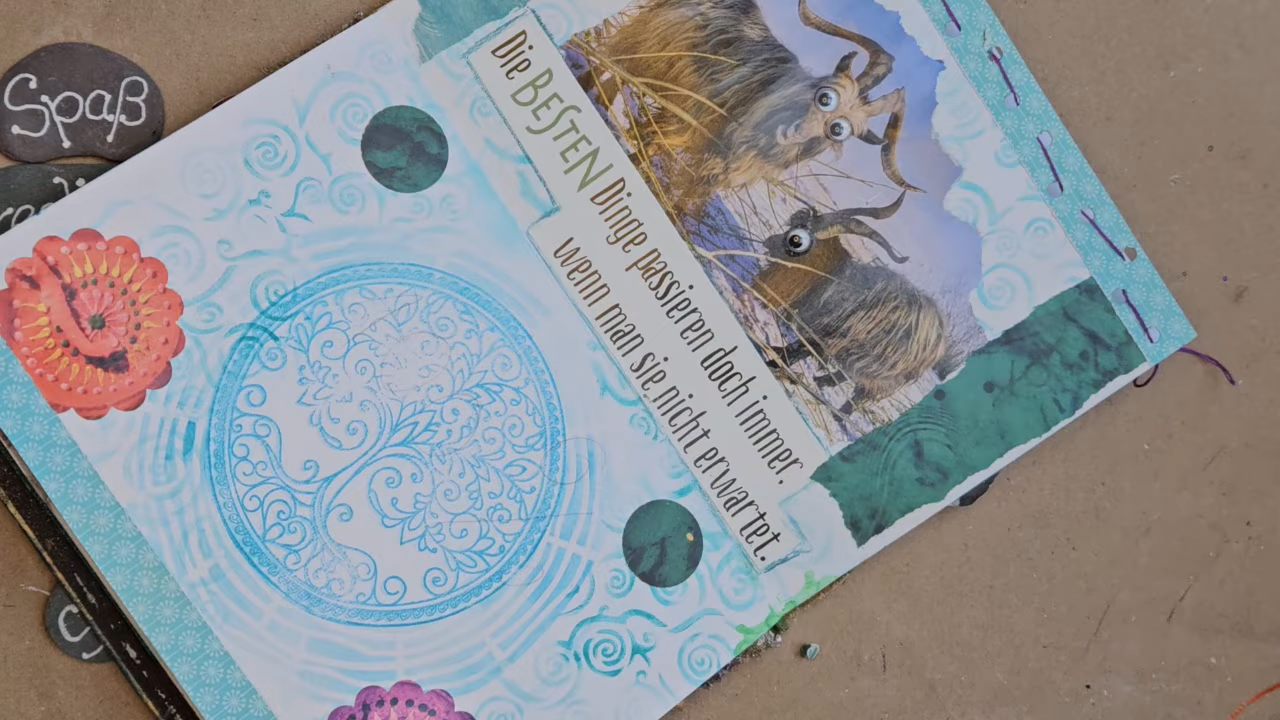 Spaß
Die BESTEN Dinge passieren doch immer,
wenn man sie nicht erwartet.